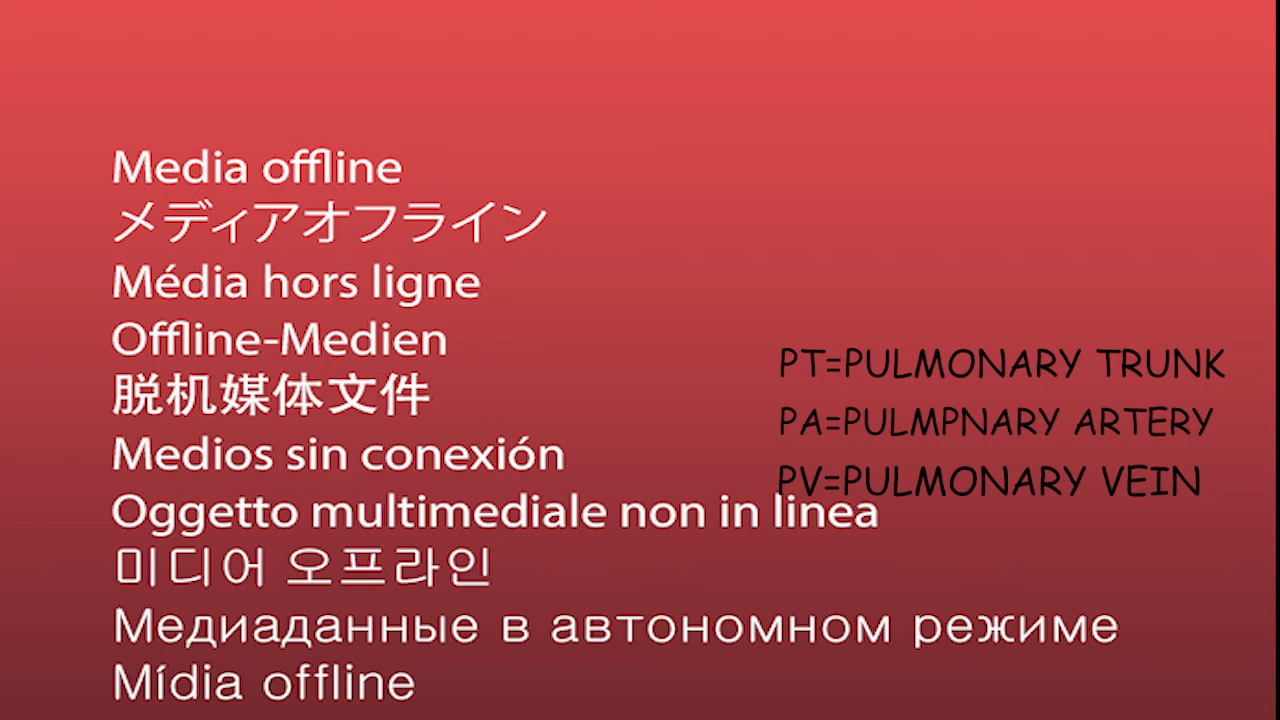 Media offline
メディアオフライン
Média hors ligne
Offline-Medien
脱机媒体文件
Medios sin conexión
Oggetto multimediale non in linea
미디어 오프라인
Медиаданные в автономном режиме
Mídia offline
PT=PULMONARY TRUNK
PA=PULMPNARY ARTERY
PV=PULMONARY VEIN